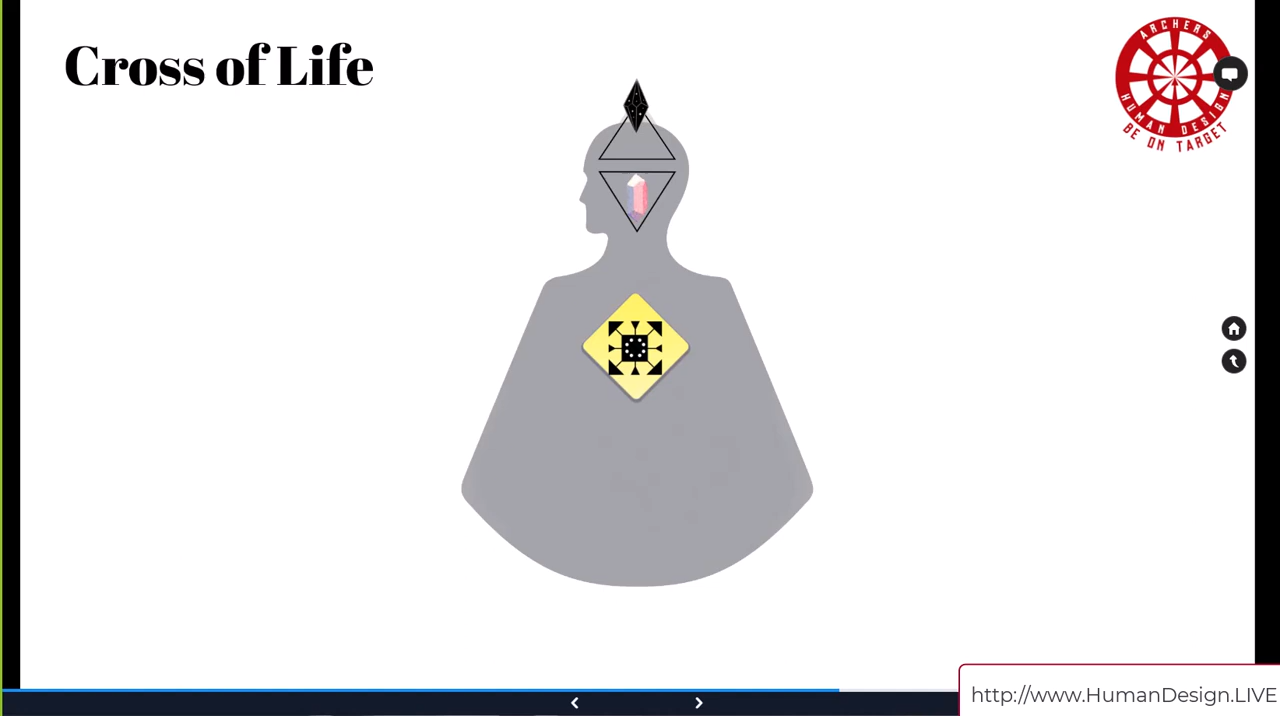 Cross of Life
ARCHERS
HUMAN DESIGN
BE ON TARGET
http://www.HumanDesign.LIVE